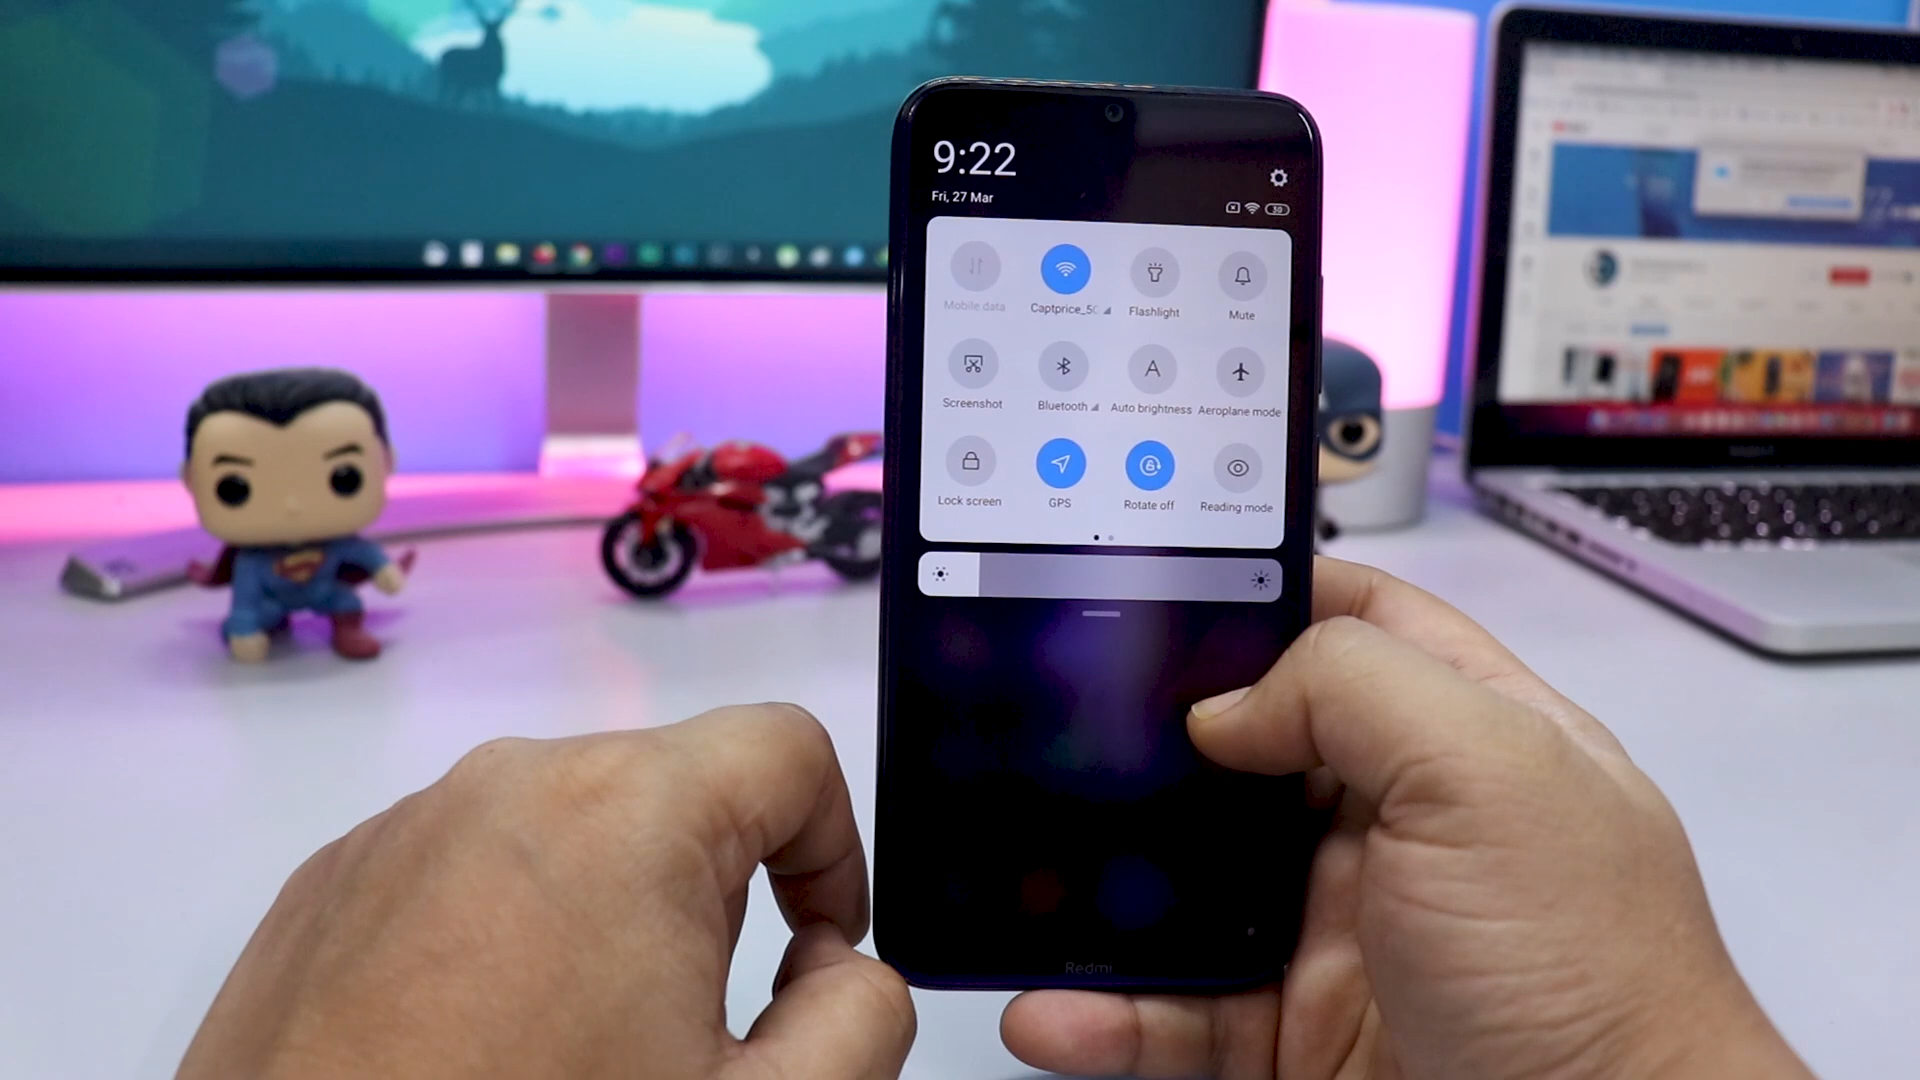 9:22
Fri, 27 Mar
30
Mobile data
Captprice_5G
Flashlight
Mute
Screenshot
Bluetooth
Auto brightness
Aeroplane mode
Lock screen
GPS
Rotate off
Reading mode
Redmi